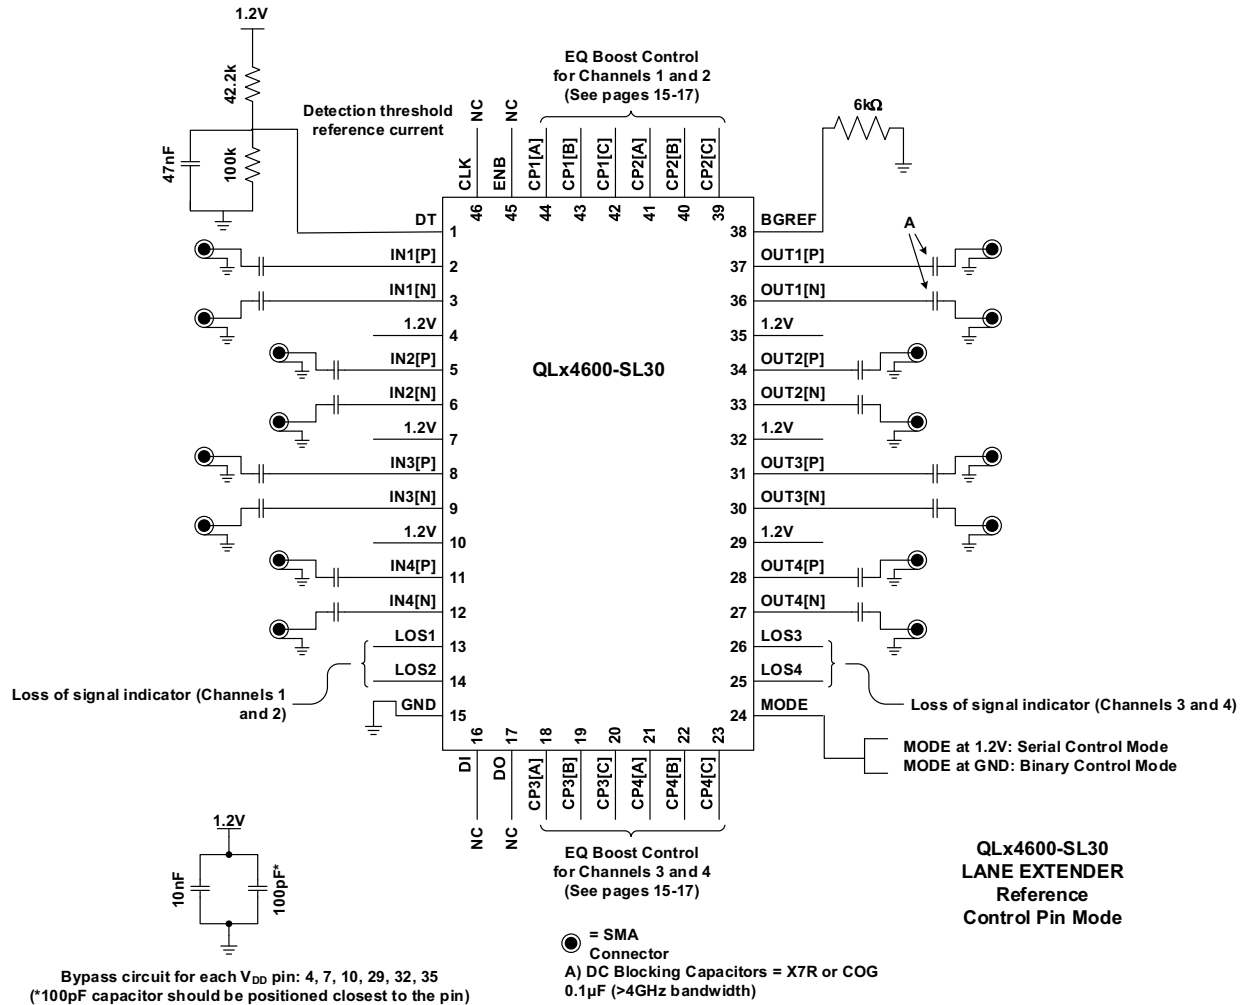 1.2V
42.2k
47nF
100k
Detection threshold
reference current
EQ Boost Control
for Channels 1 and 2
(See pages 15-17)
6kΩ
NC
NC
CLK
ENB
CP1[A]
CP1[B]
CP1[C]
CP2[A]
CP2[B]
CP2[C]
46
45
44
43
42
41
40
39
DT
1
IN1[P]
2
IN1[N]
3
1.2V
4
IN2[P]
5
IN2[N]
6
1.2V
7
IN3[P]
8
IN3[N]
9
1.2V
10
IN4[P]
11
IN4[N]
12
LOS1
13
LOS2
14
GND
15
Loss of signal indicator (Channels 1
and 2)
QLx4600-SL30
38
BGREF
A
37
OUT1[P]
36
OUT1[N]
35
1.2V
34
OUT2[P]
33
OUT2[N]
32
1.2V
31
OUT3[P]
30
OUT3[N]
29
1.2V
28
OUT4[P]
27
OUT4[N]
26
LOS3
25
LOS4
24
MODE
Loss of signal indicator (Channels 3 and 4)
MODE at 1.2V: Serial Control Mode
MODE at GND: Binary Control Mode
16
17
18
19
20
21
22
23
DI
DO
CP3[A]
CP3[B]
CP3[C]
CP4[A]
CP4[B]
CP4[C]
NC
NC
EQ Boost Control
for Channels 3 and 4
(See pages 15-17)
1.2V
10nF
100pF*
Bypass circuit for each VDD pin: 4, 7, 10, 29, 32, 35
(*100pF capacitor should be positioned closest to the pin)
= SMA
Connector
A) DC Blocking Capacitors = X7R or COG
0.1µF (>4GHz bandwidth)
QLx4600-SL30
LANE EXTENDER
Reference
Control Pin Mode